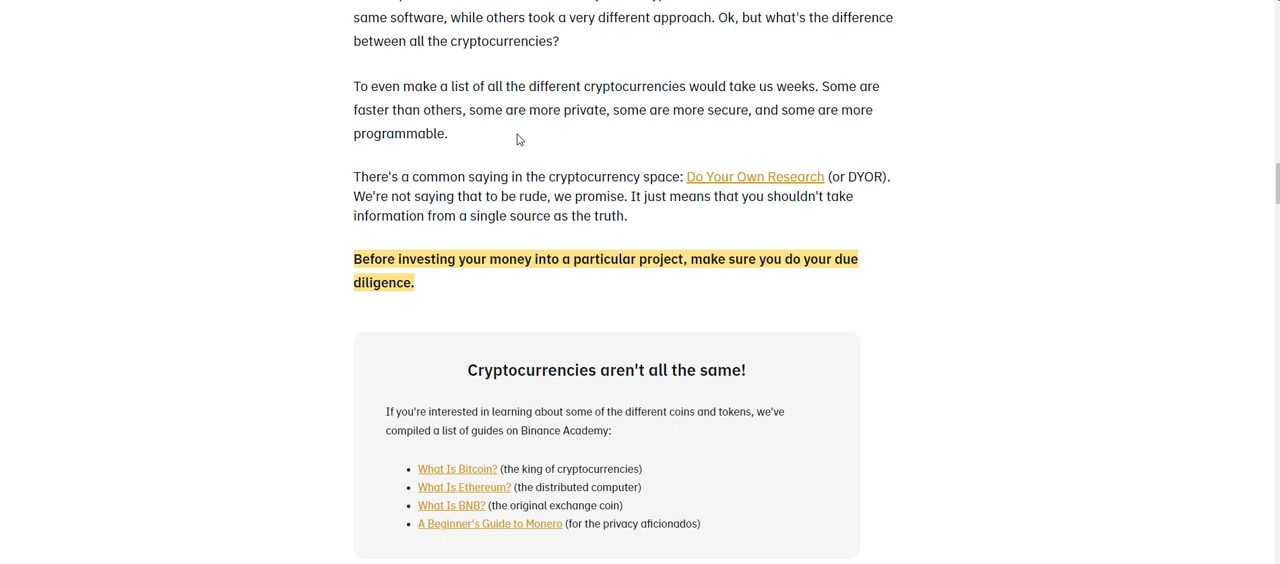 same software, while others took a very different approach. Ok, but what's the difference
between all the cryptocurrencies?
To even make a list of all the different cryptocurrencies would take us weeks. Some are
faster than others, some are more private, some are more secure, and some are more
programmable.
There's a common saying in the cryptocurrency space: Do Your Own Research (or DYOR).
We're not saying that to be rude, we promise. It just means that you shouldn't take
information from a single source as the truth.
Before investing your money into a particular project, make sure you do your due
diligence.
Cryptocurrencies aren't all the same!
If you're interested in learning about some of the different coins and tokens, we've
compiled a list of guides on Binance Academy:
• What Is Bitcoin? (the king of cryptocurrencies)
• What Is Ethereum? (the distributed computer)
• What Is BNB? (the original exchange coin)
• A Beginner's Guide to Monero (for the privacy aficionados)